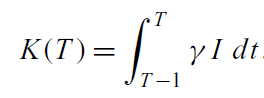 K(T) = ∫_{T−1}^{T} γ I dt.